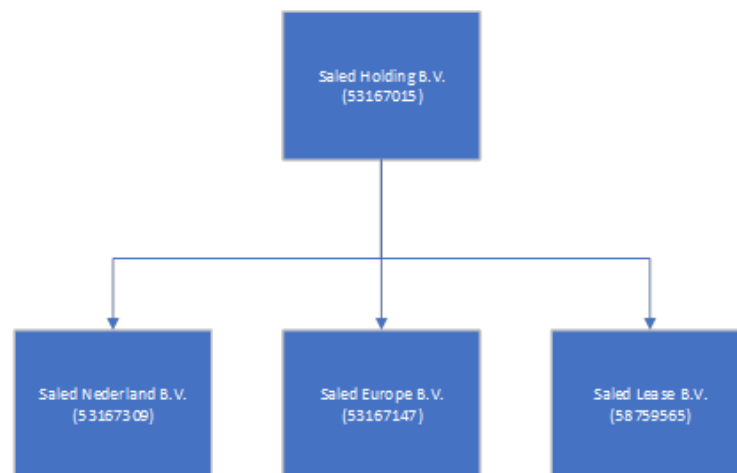 Saled Holding B.V.
(53167015)
Saled Nederland B.V.
(53167309)
Saled Europe B.V.
(53167147)
Saled Lease B.V.
(58759565)